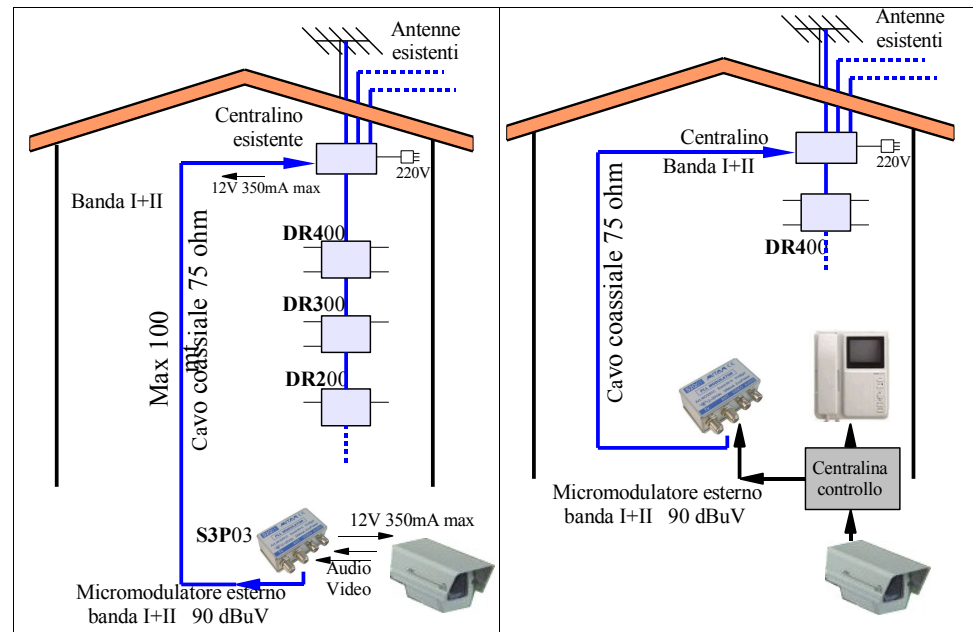 Antenne
esistenti
Centralino
esistente
220V
12V 350mA max
Banda I+II
DR400
DR300
DR200
Max 100
mt
Cavo coassiale 75 ohm
S3P03
12V 350mA max
Audio
Video
Micromodulatore esterno
banda I+II 90 dBuV
Antenne
esistenti
Centralino
Banda I+II
220V
DR400
Cavo coassiale 75 ohm
Centralina
controllo
Micromodulatore esterno
banda I+II 90 dBuV